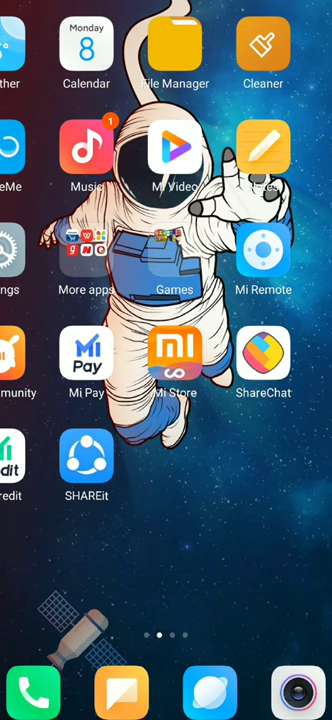 Monday
8
ther
Calendar
File Manager
Cleaner
1
eMe
Music
Mi Video
Notes
ngs
More apps
Games
Mi Remote
Mi
Pay
mi
munity
Mi Pay
Mi Store
ShareChat
dit
redit
SHAREit